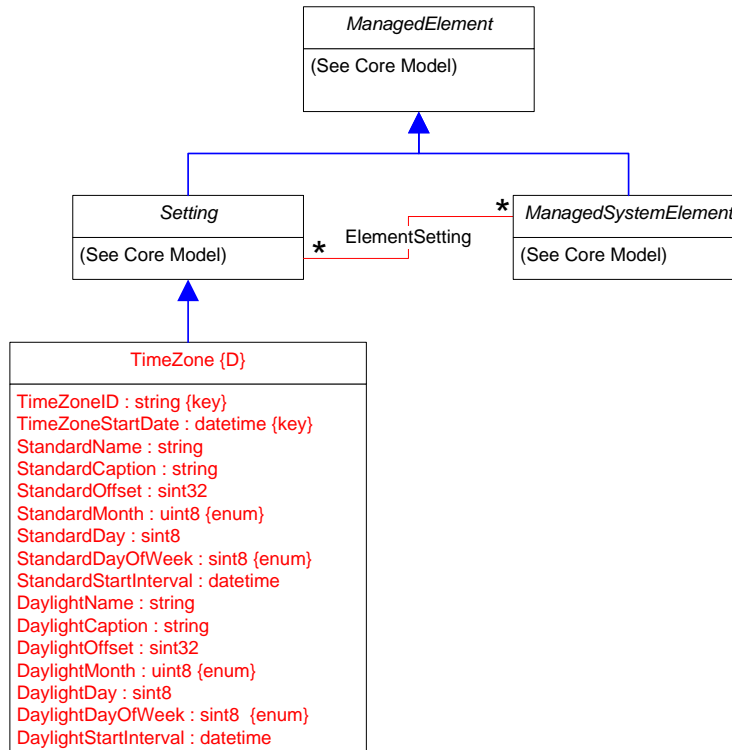 ManagedElement
(See Core Model)
Setting
(See Core Model)
*
ElementSetting
*
ManagedSystemElement
(See Core Model)
TimeZone {D}
TimeZoneID : string {key}
TimeZoneStartDate : datetime {key}
StandardName : string
StandardCaption : string
StandardOffset : sint32
StandardMonth : uint8 {enum}
StandardDay : sint8
StandardDayOfWeek : sint8 {enum}
StandardStartInterval : datetime
DaylightName : string
DaylightCaption : string
DaylightOffset : sint32
DaylightMonth : uint8 {enum}
DaylightDay : sint8
DaylightDayOfWeek : sint8 {enum}
DaylightStartInterval : datetime